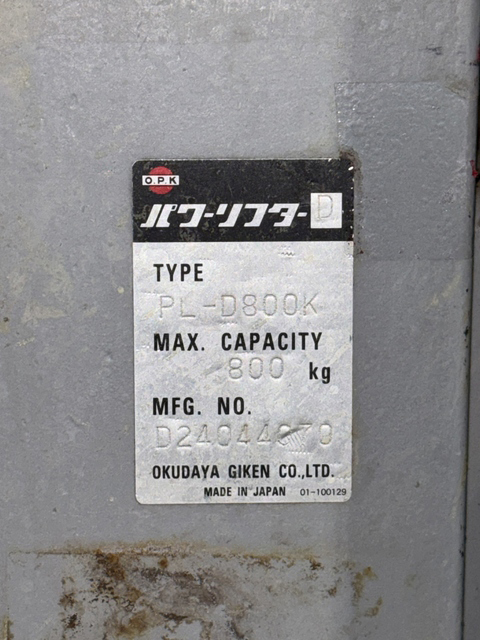 O.P.K
パワーリフターD
TYPE
PL-D800K
MAX. CAPACITY
800 kg
MFG. NO.
OKUDAYA GIKEN CO.,LTD.
MADE IN JAPAN 01-100129